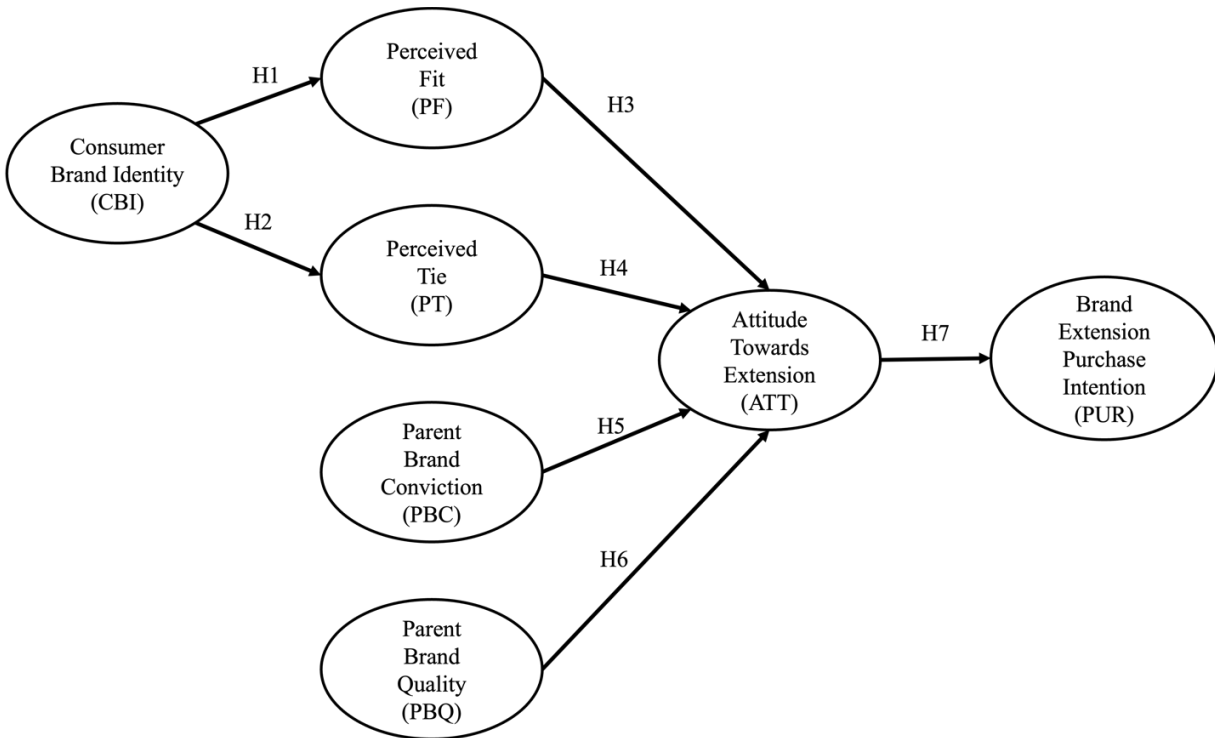 Perceived
Fit
(PF)
H1
H3
Consumer
Brand Identity
(CBI)
H2
Perceived
Tie
(PT)
H4
Attitude
Towards
Extension
(ATT)
H7
Brand
Extension
Purchase
Intention
(PUR)
Parent
Brand
Conviction
(PBC)
H5
H6
Parent
Brand
Quality
(PBQ)